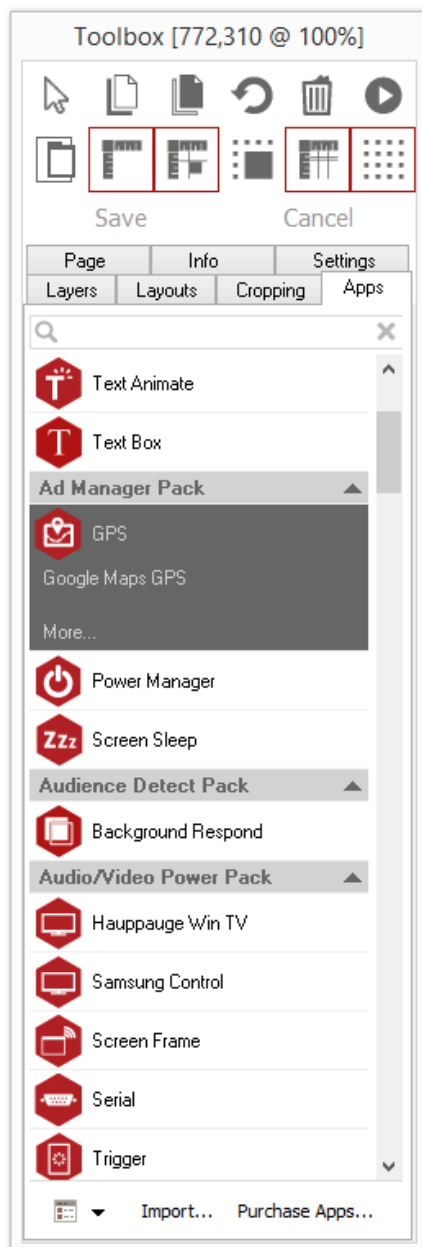 Toolbox [772,310 @ 100%]
Save Cancel
Page Info Settings
Layers Layouts Cropping Apps
T
Text Animate
T
Text Box
Ad Manager Pack
GPS
Google Maps GPS
More...
Power Manager
Zzz
Screen Sleep
Audience Detect Pack
Background Respond
Audio/Video Power Pack
Hauppauge Win TV
Samsung Control
Screen Frame
Serial
Trigger
Import... Purchase Apps...